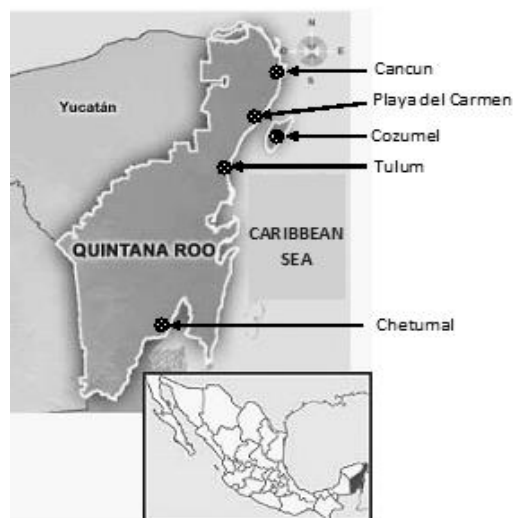 N
O E
S
Cancun
Playa del Carmen
Yucatán
Cozumel
Tulum
QUINTANA ROO
CARIBBEAN
SEA
Chetumal